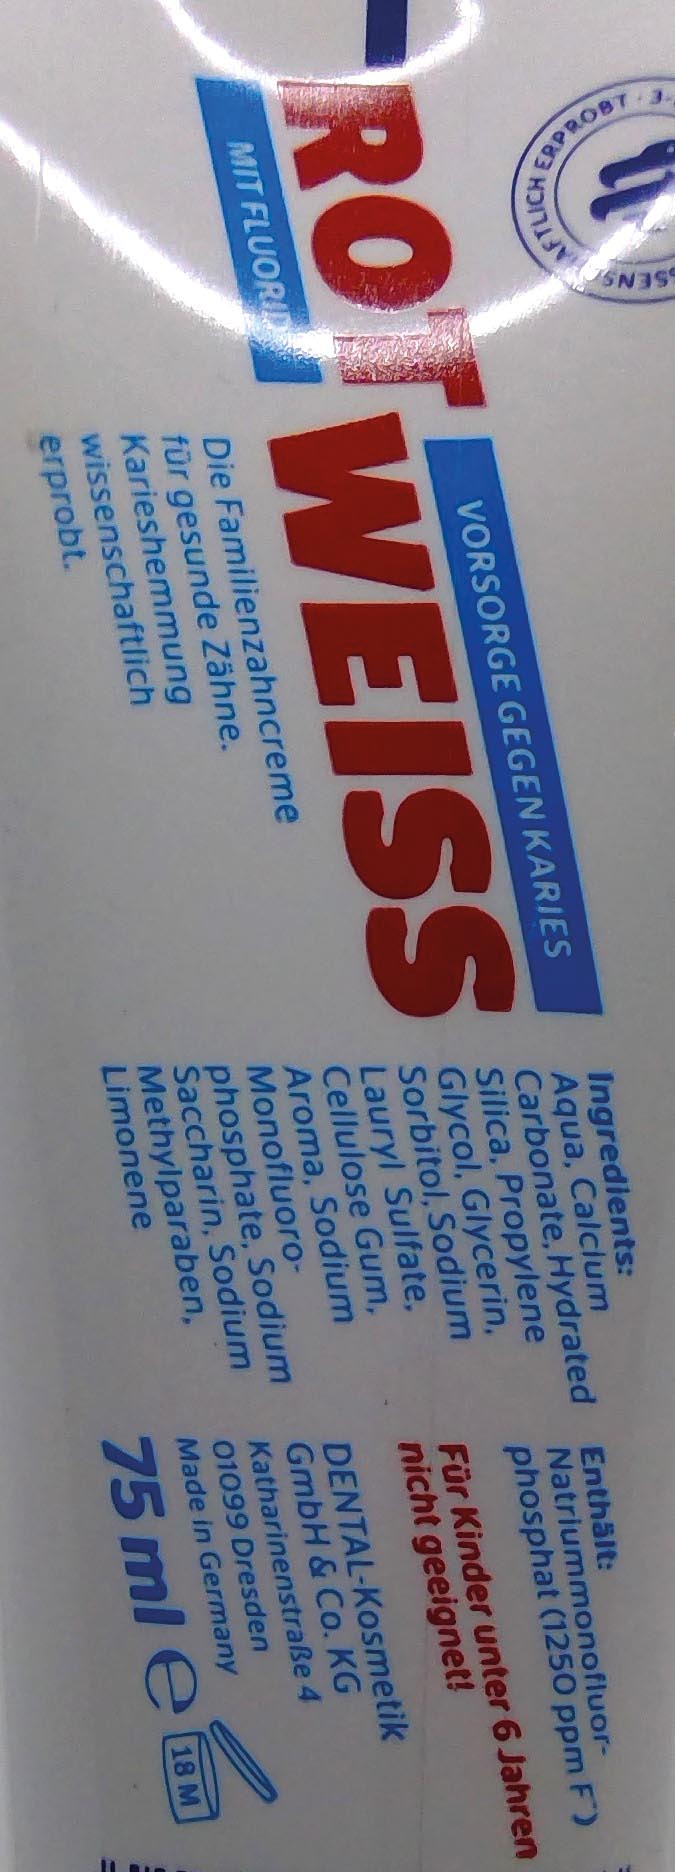 ROT WEISS
VORSORGE GEGEN KARIES
MIT FLUORID
Die Familienzahncreme
für gesunde Zähne.
Karieshemmung
wissenschaftlich
erprobt.
Ingredients:
Aqua, Calcium
Carbonate, Hydrated
Silica, Propylene
Glycol, Glycerin,
Sorbitol, Sodium
Lauryl Sulfate,
Cellulose Gum,
Aroma, Sodium
Monofluoro-
phosphate, Sodium
Saccharin, Sodium
Methylparaben,
Limonene
Enthält:
Natriummonofluor-
phosphat (1250 ppm F⁻)
Für Kinder unter 6 Jahren
nicht geeignet!
DENTAL-Kosmetik
GmbH & Co. KG
Katharinenstraße 4
01099 Dresden
Made in Germany
75 ml e
18 M
ERPROBT